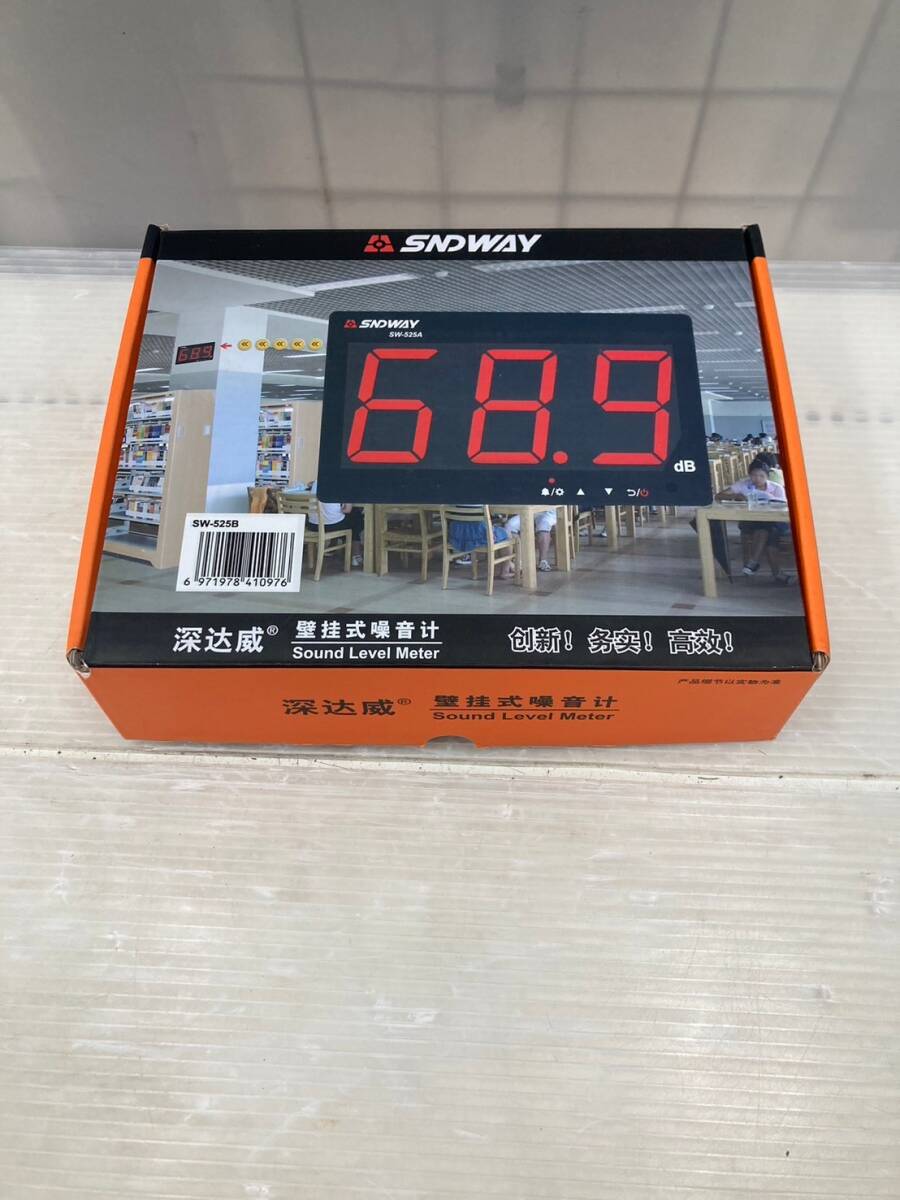 SNDWAY
SNDWAY
SW-525A
68.9
68.9
dB
SW-525B
6 971978 410976
深达威® 壁挂式噪音计 创新! 务实! 高效!
Sound Level Meter
产品细节以实物为准
深达威® 壁挂式噪音计
Sound Level Meter